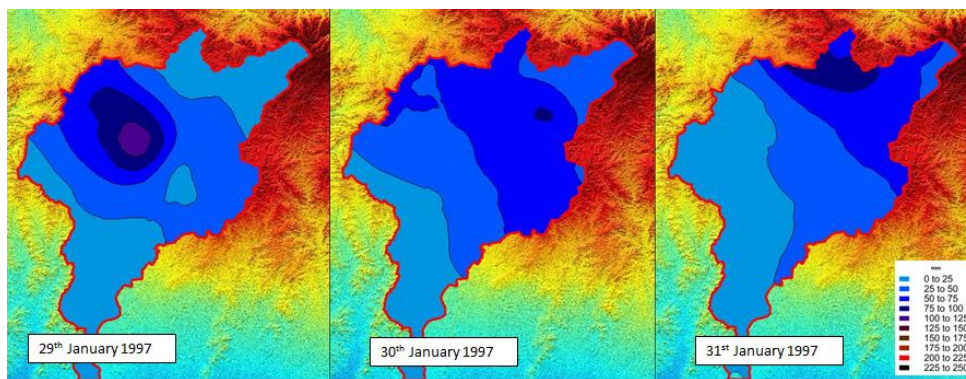 29th January 1997
30th January 1997
31st January 1997
mm
0 to 25
25 to 50
50 to 75
75 to 100
100 to 125
125 to 150
150 to 175
175 to 200
200 to 225
225 to 250